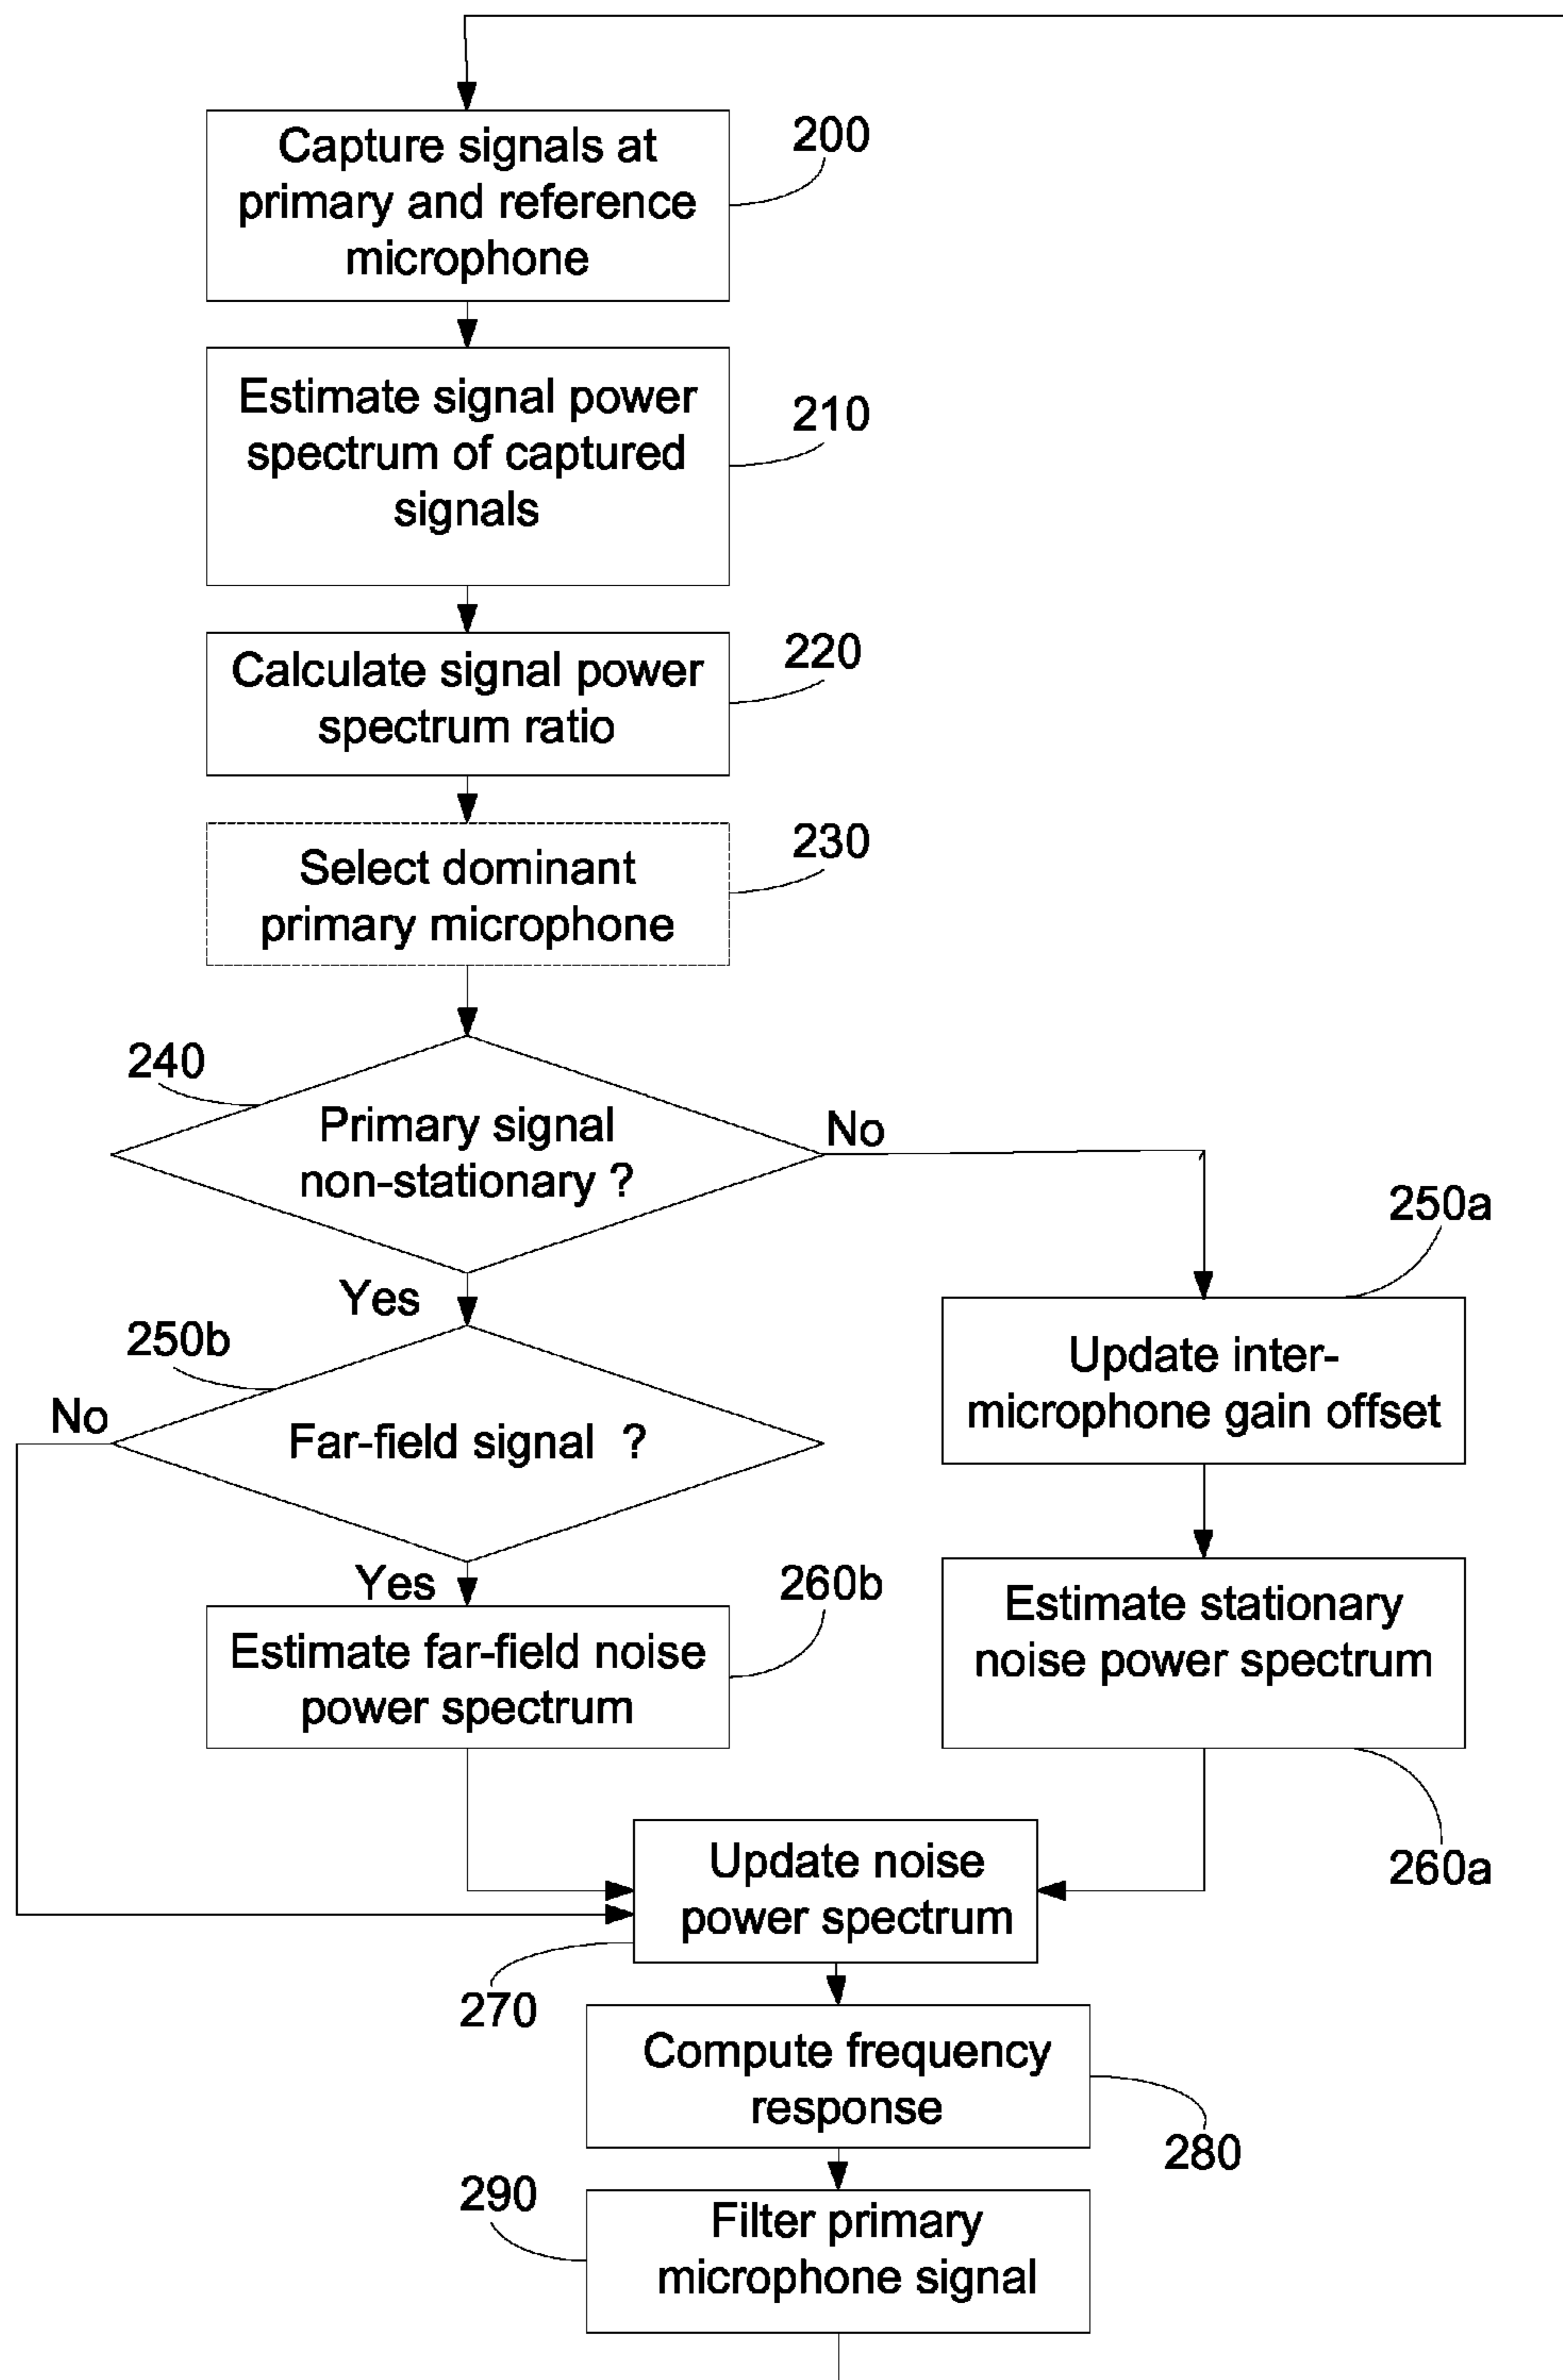 Capture signals at
primary and reference
microphone
200
Estimate signal power
spectrum of captured
signals
210
Calculate signal power
spectrum ratio
220
Select dominant
primary microphone
230
240
Primary signal
non-stationary ?
No
Yes
250a
Update inter-
microphone gain offset
250b
No
Far-field signal ?
Yes
260b
Estimate far-field noise
power spectrum
Estimate stationary
noise power spectrum
260a
Update noise
power spectrum
270
Compute frequency
response
280
290
Filter primary
microphone signal